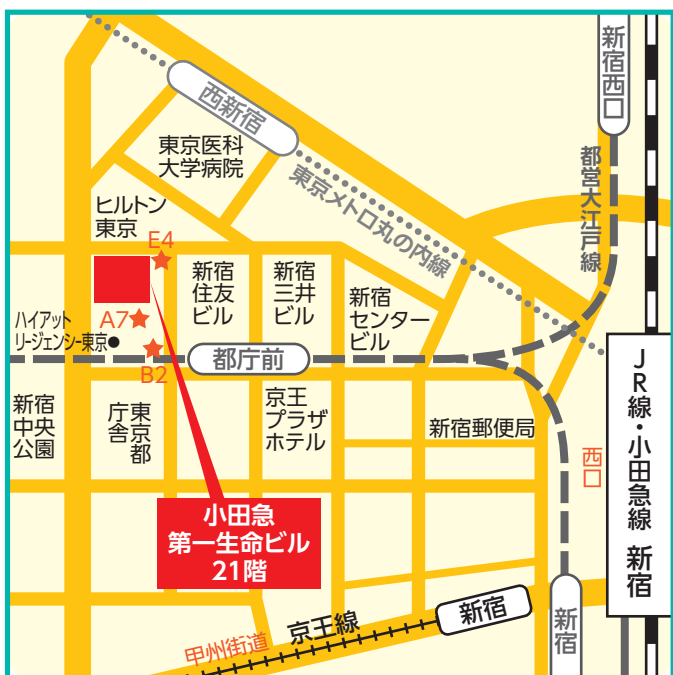 新宿西口
西新宿
東京医科
大学病院
都営大江戸線
東京メトロ丸の内線
ヒルトン
東京
E4
新宿
住友
ビル
新宿
三井
ビル
新宿
センター
ビル
ハイアット
リージェンシー東京
A7
B2
都庁前
JR線・小田急線 新宿
新宿
中央
公園
東京都
庁舎
京王
プラザ
ホテル
新宿郵便局
西口
小田急
第一生命ビル
21階
新宿
新宿
京王線
甲州街道